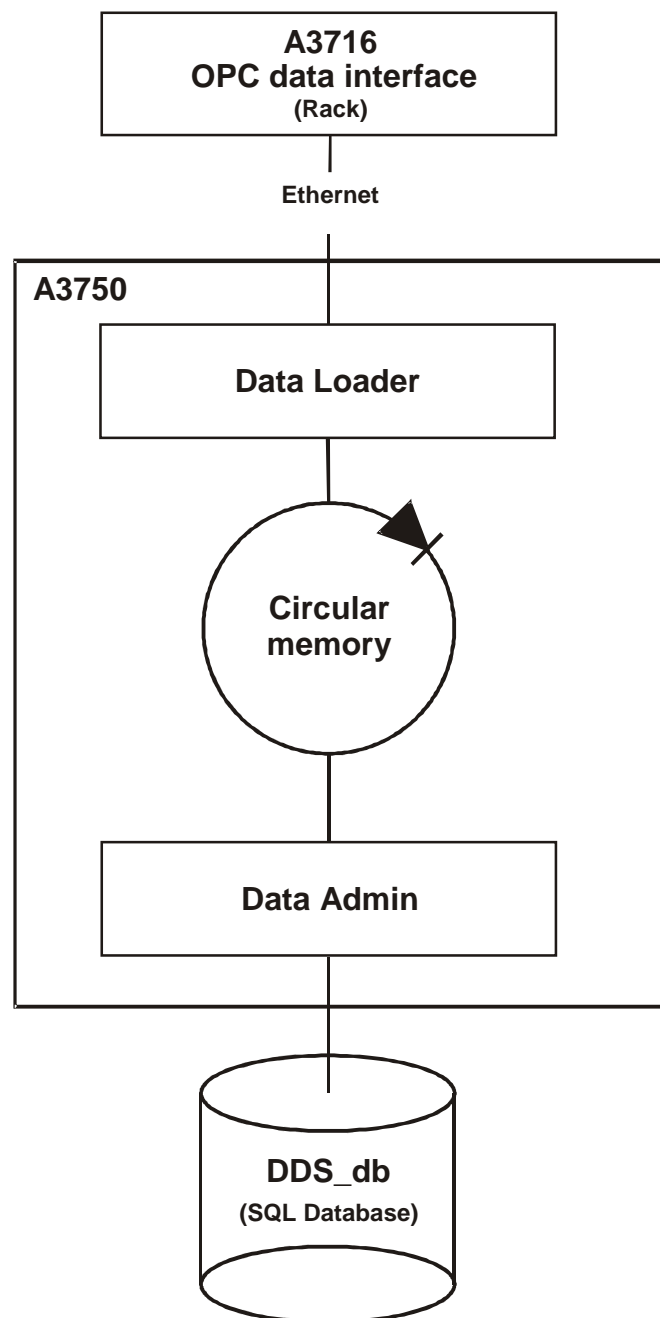 A3716
OPC data interface
(Rack)
Ethernet
A3750
Data Loader
Circular
memory
Data Admin
DDS_db
(SQL Database)